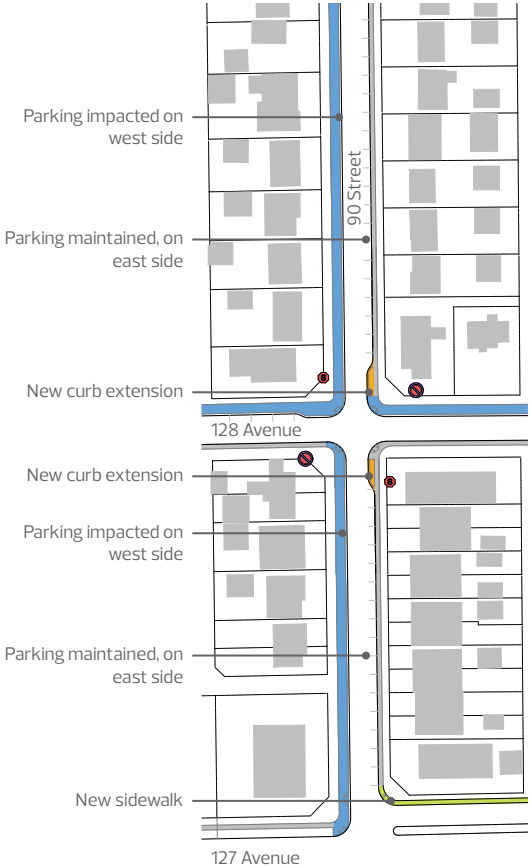 Parking impacted on
west side
90 Street
Parking maintained, on
east side
New curb extension
128 Avenue
New curb extension
Parking impacted on
west side
Parking maintained, on
east side
New sidewalk
127 Avenue